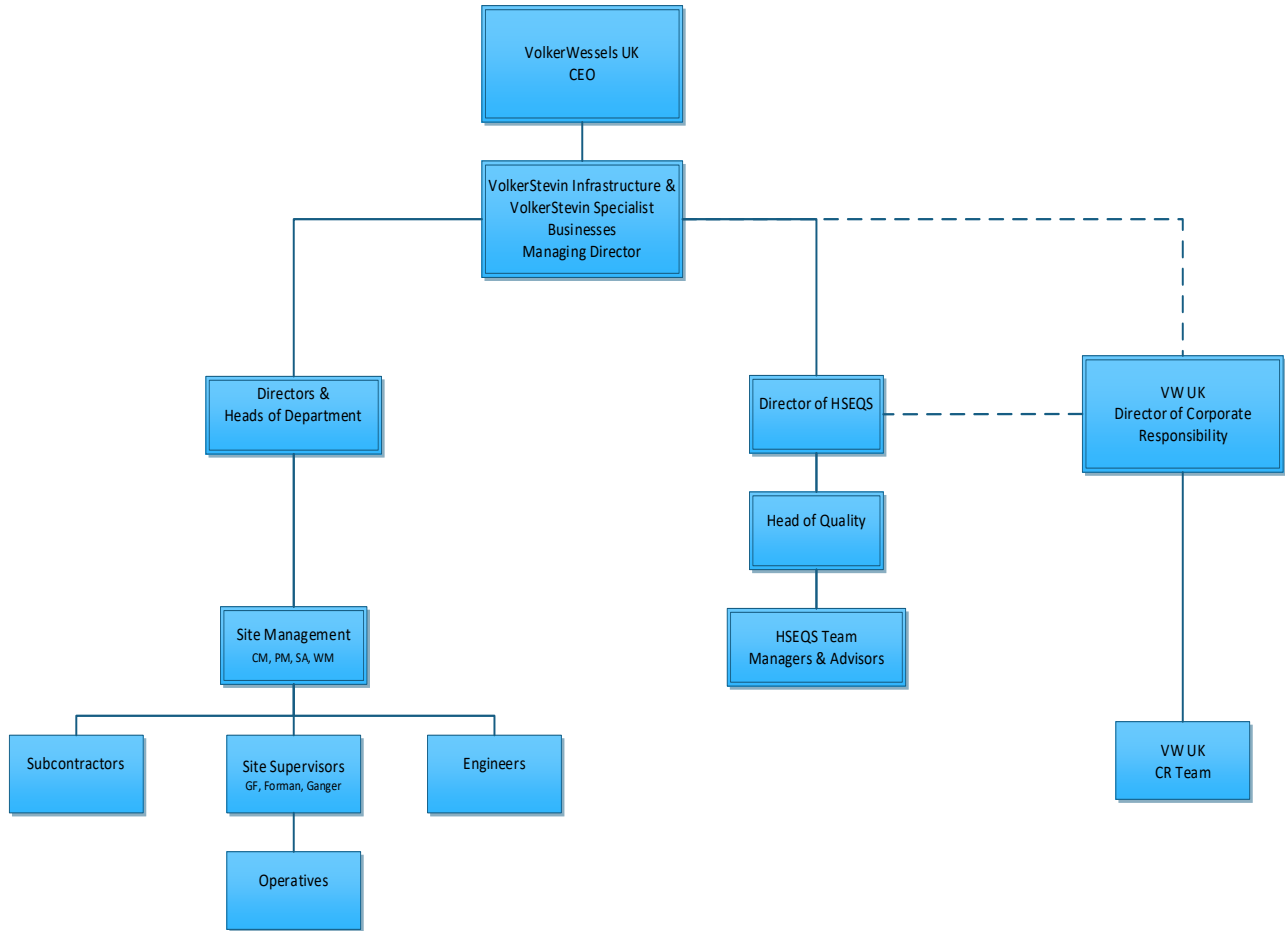 VolkerWessels UK
CEO
VolkerStevin Infrastructure &
VolkerStevin Specialist
Businesses
Managing Director
Directors &
Heads of Department
Director of HSEQS
VW UK
Director of Corporate
Responsibility
Head of Quality
Site Management
CM, PM, SA, WM
HSEQS Team
Managers & Advisors
Subcontractors
Site Supervisors
GF, Forman, Ganger
Engineers
VW UK
CR Team
Operatives